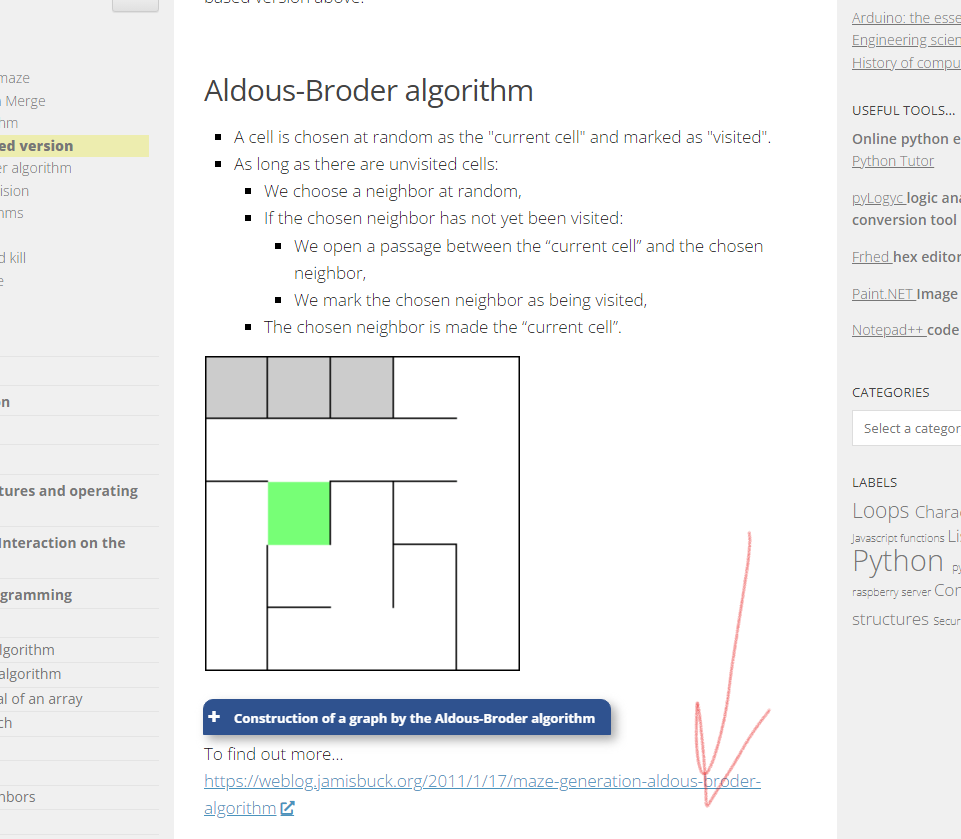 based version above.
Aldous-Broder algorithm
A cell is chosen at random as the "current cell" and marked as "visited".
As long as there are unvisited cells:
We choose a neighbor at random,
If the chosen neighbor has not yet been visited:
We open a passage between the “current cell” and the chosen
neighbor,
We mark the chosen neighbor as being visited,
The chosen neighbor is made the “current cell”.
+ Construction of a graph by the Aldous-Broder algorithm
To find out more...
https://weblog.jamisbuck.org/2011/1/17/maze-generation-aldous-broder-
algorithm
maze
Merge
ed version
algorithm
kill
tures and operating
Interaction on the
gramming
lgorithm
algorithm
al of an array
Arduino: the esse
Engineering scien
History of compu
USEFUL TOOLS...
Online python e
Python Tutor
pyLogyc logic ana
conversion tool
Frhed hex editor
Paint.NET Image
Notepad++ code
CATEGORIES
Select a categor
LABELS
Loops Charac
Javascript functions Li
Python py
raspberry server Con
structures Secur